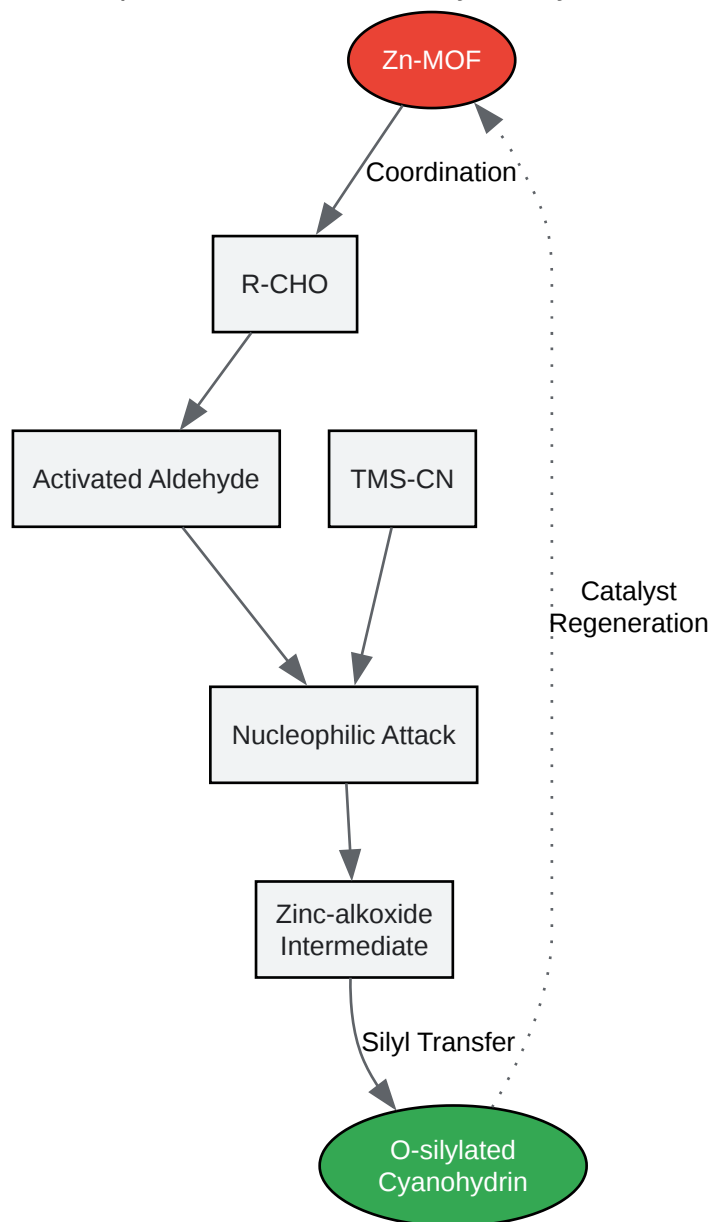 Zn-MOF
Coordination
R-CHO
Activated Aldehyde
TMS-CN
Catalyst
Regeneration
Nucleophilic Attack
Zinc-alkoxide
Intermediate
Silyl Transfer
O-silylated
Cyanohydrin